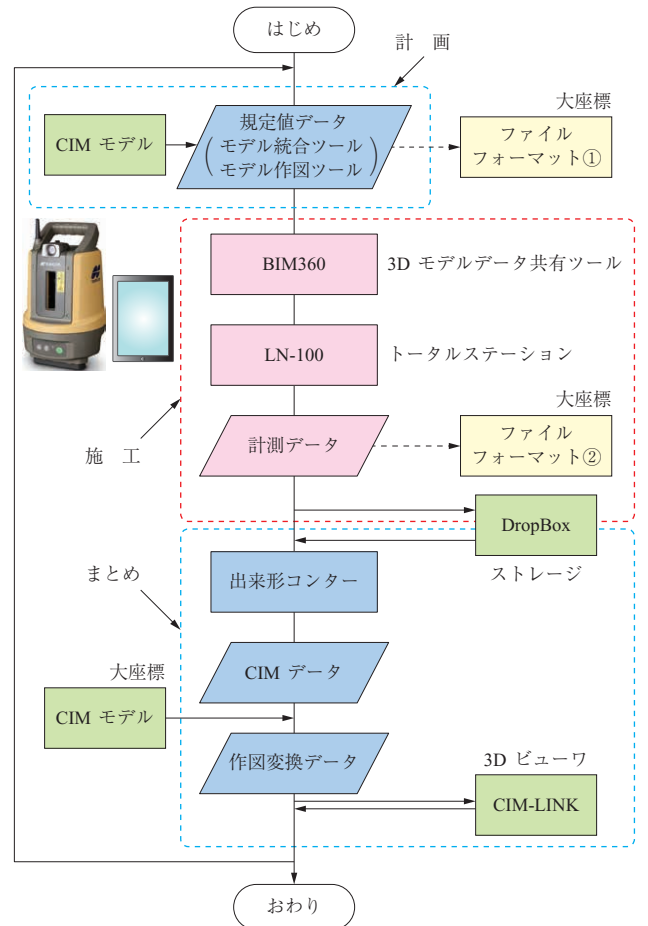 はじめ
計 画
大座標
CIM モデル
規定値データ
(モデル統合ツール
モデル作図ツール)
ファイル
フォーマット①
BIM360
3D モデルデータ共有ツール
LN-100
トータルステーション
大座標
計測データ
ファイル
フォーマット②
施 工
DropBox
ストレージ
まとめ
出来形コンター
CIM データ
大座標
CIM モデル
作図変換データ
3D ビューワ
CIM-LINK
おわり